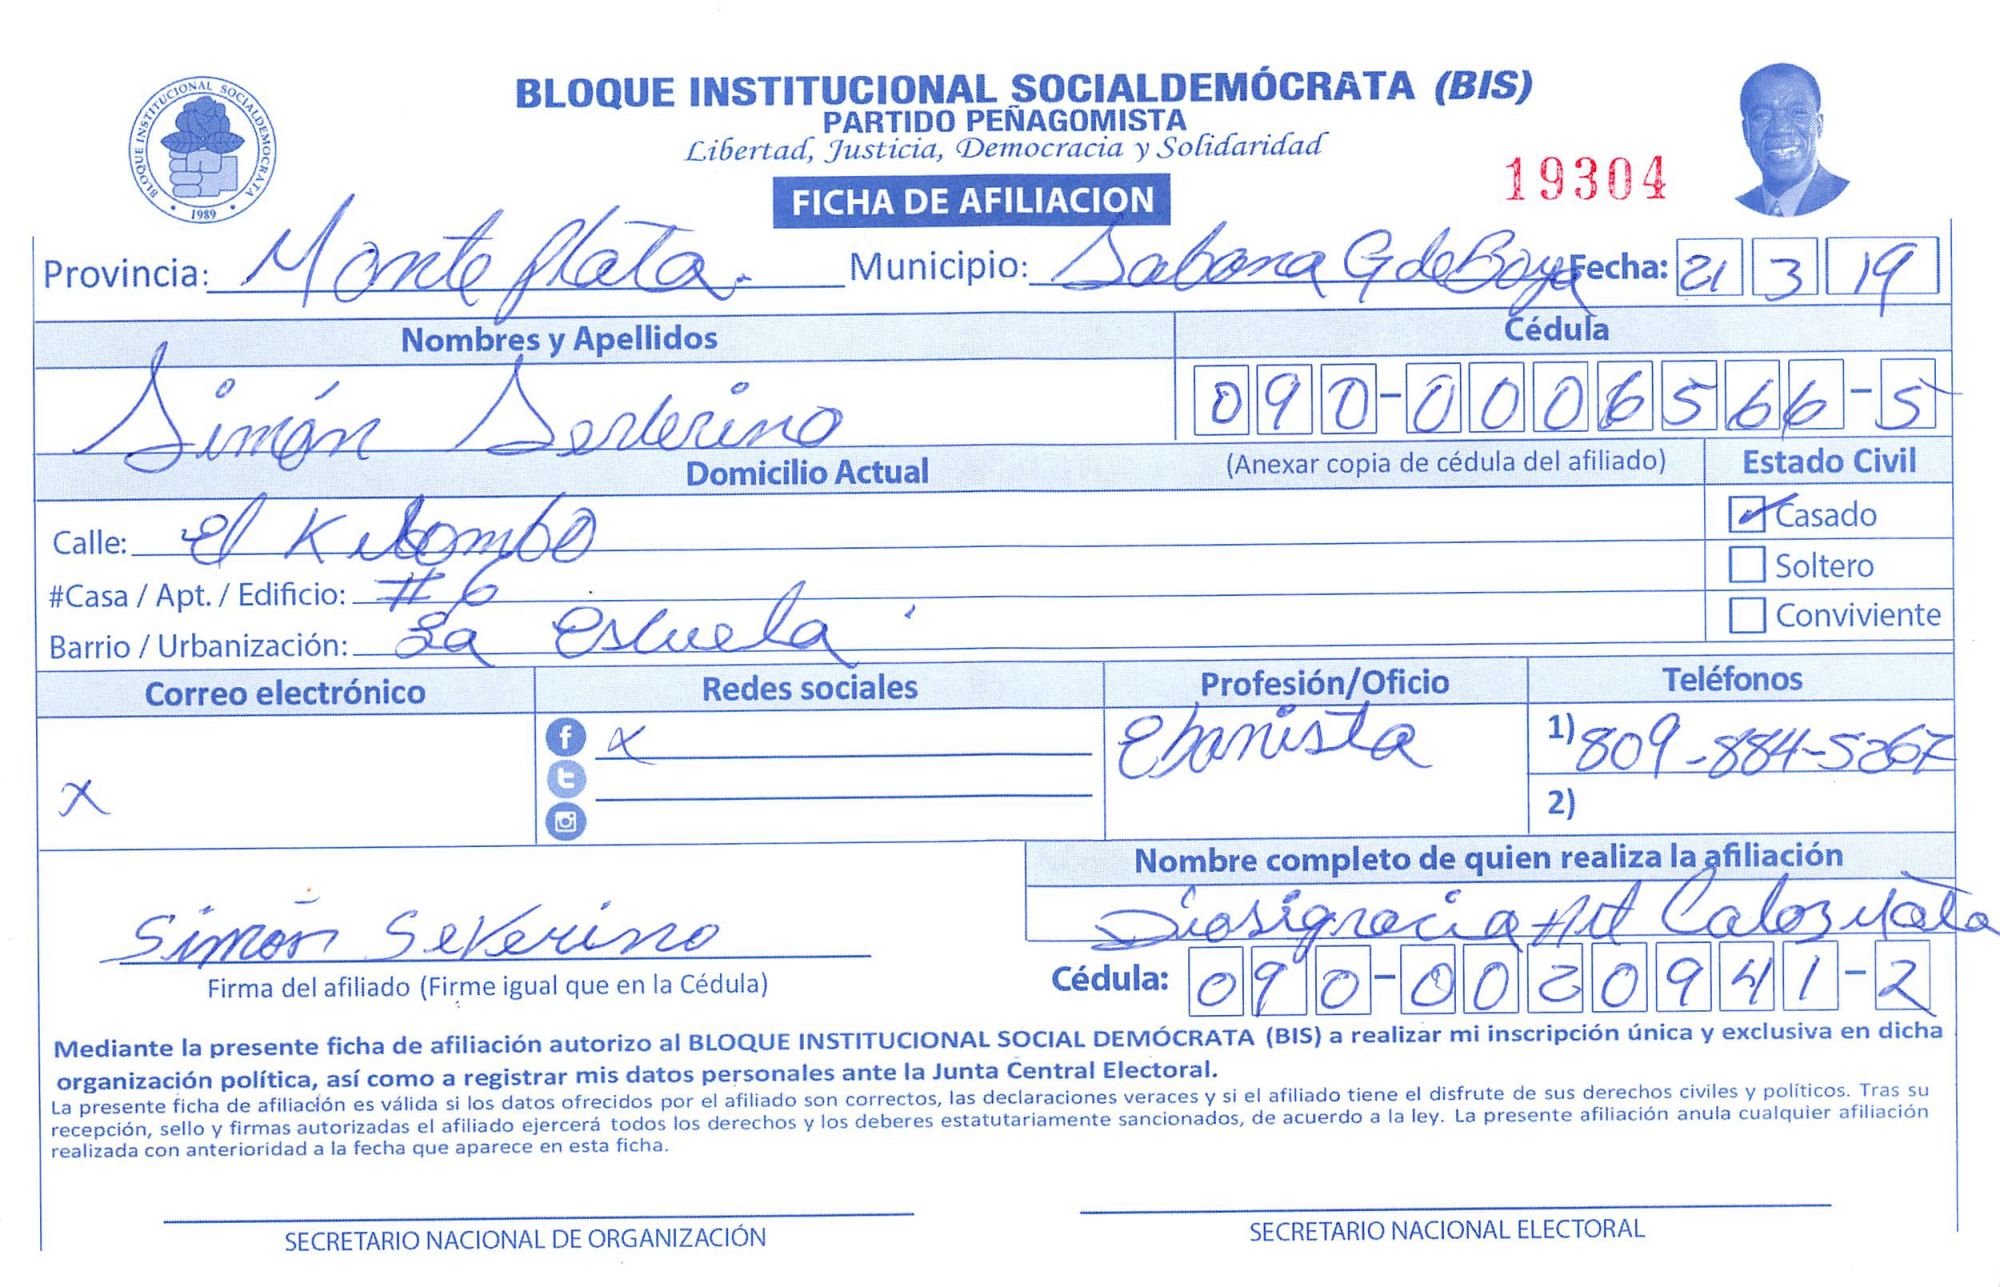 BLOQUE INSTITUCIONAL SOCIALDEMÓCRATA (BIS)
PARTIDO PEÑAGOMISTA
Libertad, Justicia, Democracia y Solidaridad
BLOQUE INSTITUCIONAL SOCIALDEMOCRATA
1989
19304
FICHA DE AFILIACION
Provincia: Monte Plata. Municipio: Sabana G de Boya Fecha: 21 3 19
Nombres y Apellidos Cédula
Simón Severino 090-0006566-5
Domicilio Actual (Anexar copia de cédula del afiliado) Estado Civil
Calle: El Kilombo Casado
#Casa / Apt. / Edificio: #6 Soltero
Barrio / Urbanización: La Escuela Conviviente
Correo electrónico Redes sociales Profesión/Oficio Teléfonos
x x Ebanista 1) 809-884-5267
2)
Nombre completo de quien realiza la afiliación
Simón Severino
Firma del afiliado (Firme igual que en la Cédula)
Cédula: 090-0020941-2
Mediante la presente ficha de afiliación autorizo al BLOQUE INSTITUCIONAL SOCIAL DEMÓCRATA (BIS) a realizar mi inscripción única y exclusiva en dicha
organización política, así como a registrar mis datos personales ante la Junta Central Electoral.
La presente ficha de afiliación es válida si los datos ofrecidos por el afiliado son correctos, las declaraciones veraces y si el afiliado tiene el disfrute de sus derechos civiles y políticos. Tras su
recepción, sello y firmas autorizadas el afiliado ejercerá todos los derechos y los deberes estatutariamente sancionados, de acuerdo a la ley. La presente afiliación anula cualquier afiliación
realizada con anterioridad a la fecha que aparece en esta ficha.
SECRETARIO NACIONAL DE ORGANIZACIÓN SECRETARIO NACIONAL ELECTORAL